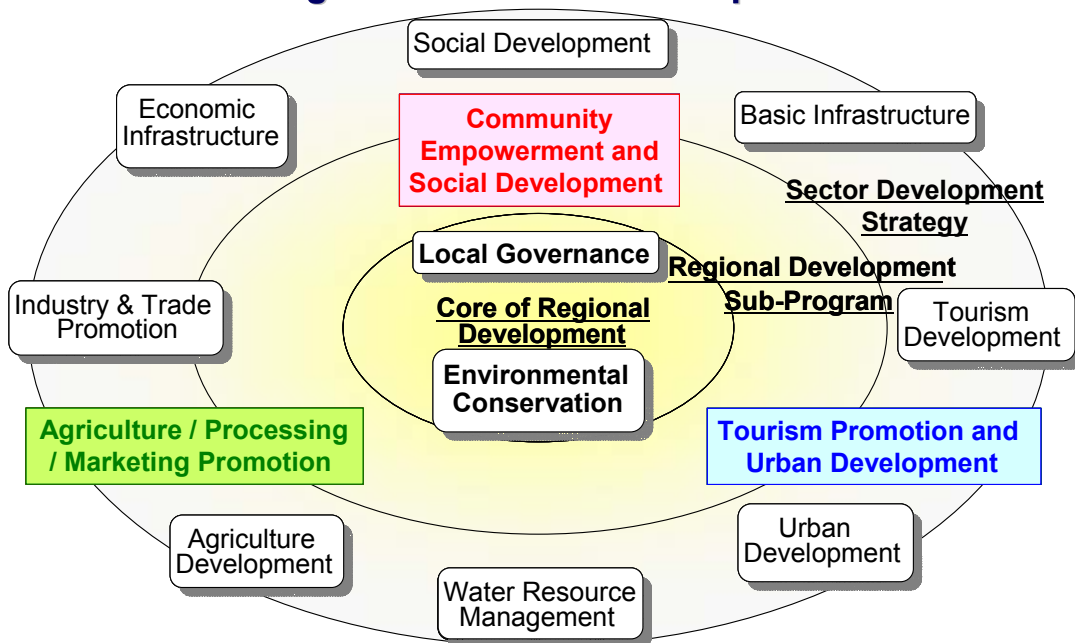 Social Development
Economic
Infrastructure
Community
Empowerment and
Social Development
Basic Infrastructure
Sector Development
Strategy
Local Governance
Regional Development
Sub-Program
Industry & Trade
Promotion
Core of Regional
Development
Tourism
Development
Environmental
Conservation
Agriculture / Processing
/ Marketing Promotion
Tourism Promotion and
Urban Development
Agriculture
Development
Urban
Development
Water Resource
Management